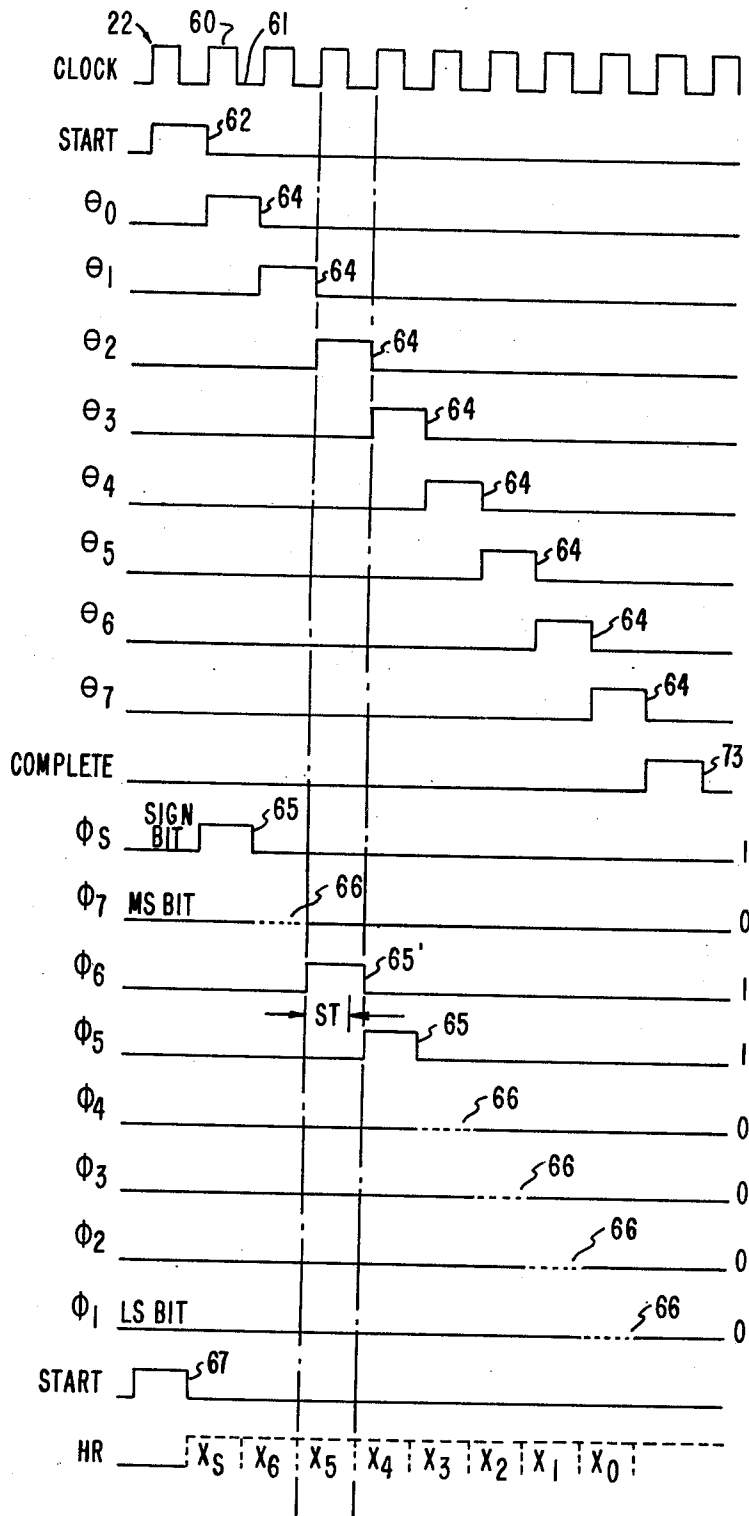 22 60 61
CLOCK
START 62
θ0 64
θ1 64
θ2 64
θ3 64
θ4 64
θ5 64
θ6 64
θ7 64
COMPLETE 73
ϕS SIGN BIT 65 1
ϕ7 MS BIT 66 0
ϕ6 65' 1
ST
ϕ5 65 1
ϕ4 66 0
ϕ3 66 0
ϕ2 66 0
ϕ1 LS BIT 66 0
START 67
HR XS X6 X5 X4 X3 X2 X1 X0